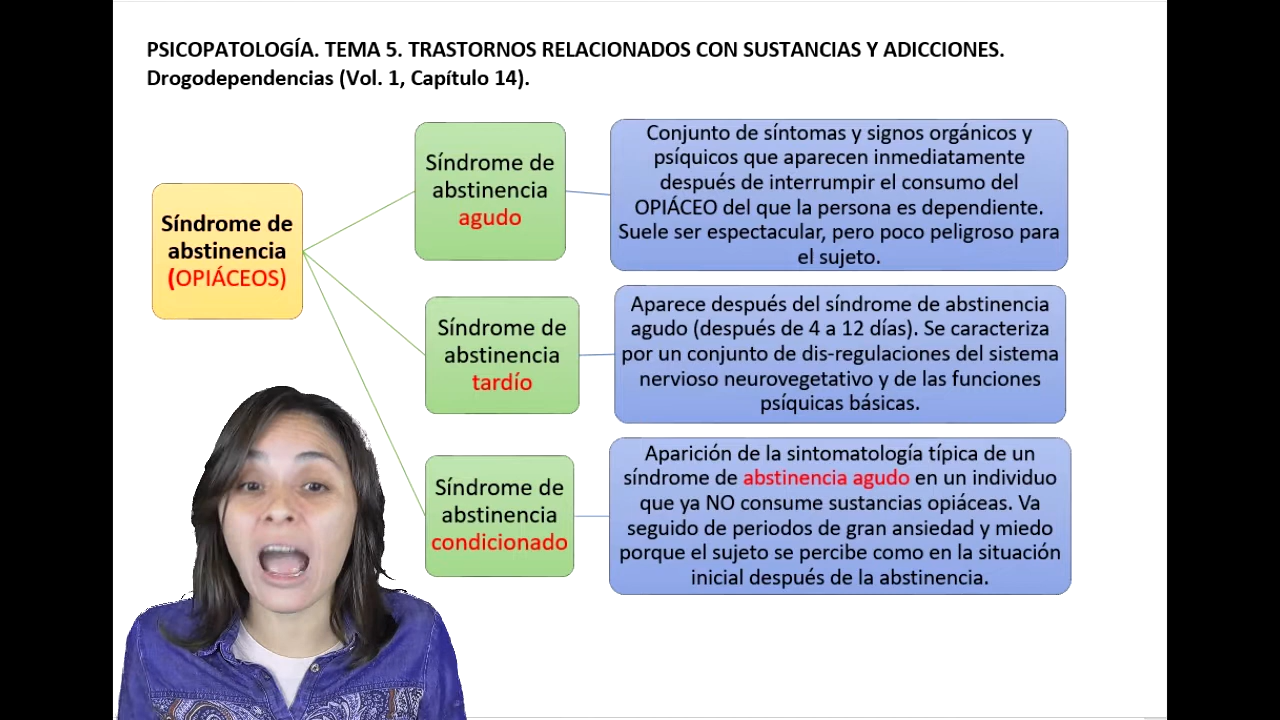 PSICOPATOLOGÍA. TEMA 5. TRASTORNOS RELACIONADOS CON SUSTANCIAS Y ADICCIONES.
Drogodependencias (Vol. 1, Capítulo 14).
Síndrome de
abstinencia
(OPIÁCEOS)
Síndrome de
abstinencia
agudo
Conjunto de síntomas y signos orgánicos y
psíquicos que aparecen inmediatamente
después de interrumpir el consumo del
OPIÁCEO del que la persona es dependiente.
Suele ser espectacular, pero poco peligroso para
el sujeto.
Síndrome de
abstinencia
tardío
Aparece después del síndrome de abstinencia
agudo (después de 4 a 12 días). Se caracteriza
por un conjunto de dis-regulaciones del sistema
nervioso neurovegetativo y de las funciones
psíquicas básicas.
Síndrome de
abstinencia
condicionado
Aparición de la sintomatología típica de un
síndrome de abstinencia agudo en un individuo
que ya NO consume sustancias opiáceas. Va
seguido de periodos de gran ansiedad y miedo
porque el sujeto se percibe como en la situación
inicial después de la abstinencia.